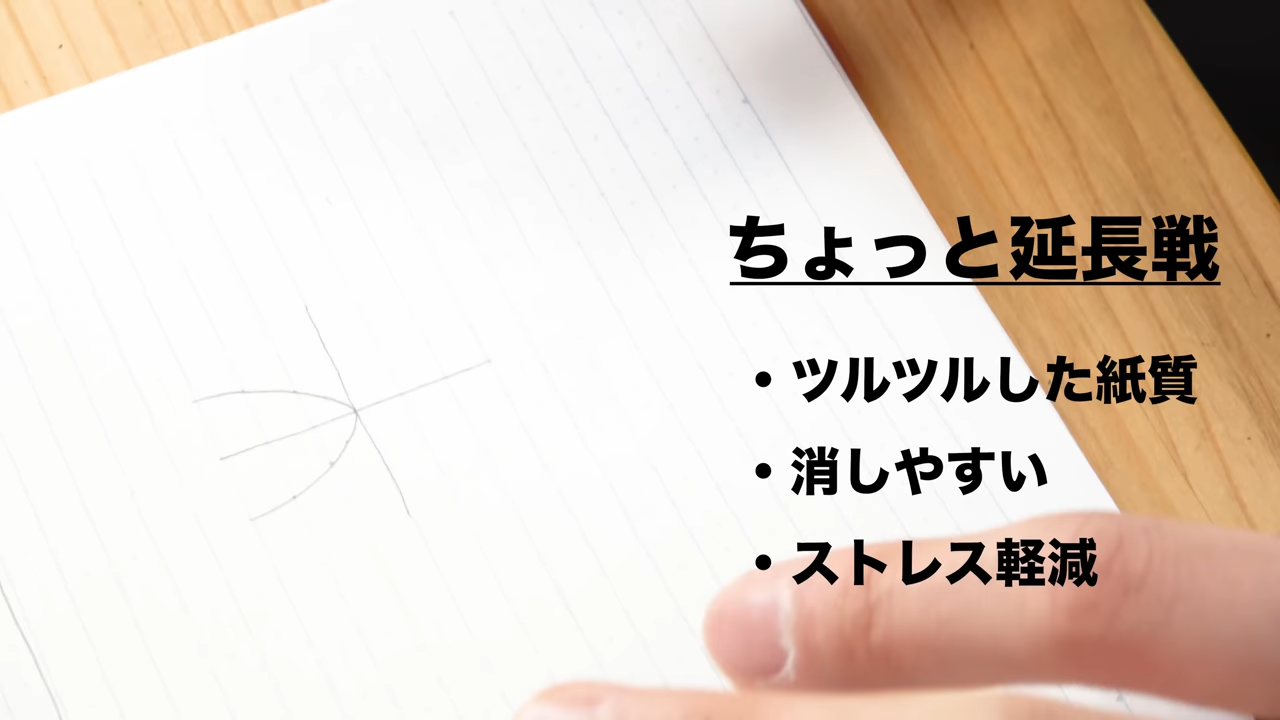 ちょっと延長戦
・ツルツルした紙質
・消しやすい
・ストレス軽減